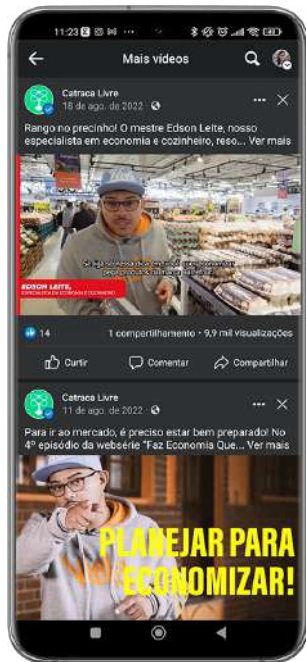 11:23
Mais vídeos
Catraca Livre
18 de ago. de 2022
Rango no precinho! O mestre Edson Leite, nosso
especialista em economia e cozinheiro, reso... Ver mais
EDSON LEITE,
ESPECIALISTA EM ECONOMIA E COZINHEIRO
14
1 compartilhamento • 9,9 mil visualizações
Curtir
Comentar
Compartilhar
Catraca Livre
11 de ago. de 2022
Para ir ao mercado, é preciso estar bem preparado! No
4º episódio da websérie "Faz Economia Que... Ver mais
PLANEJAR PARA
ECONOMIZAR!